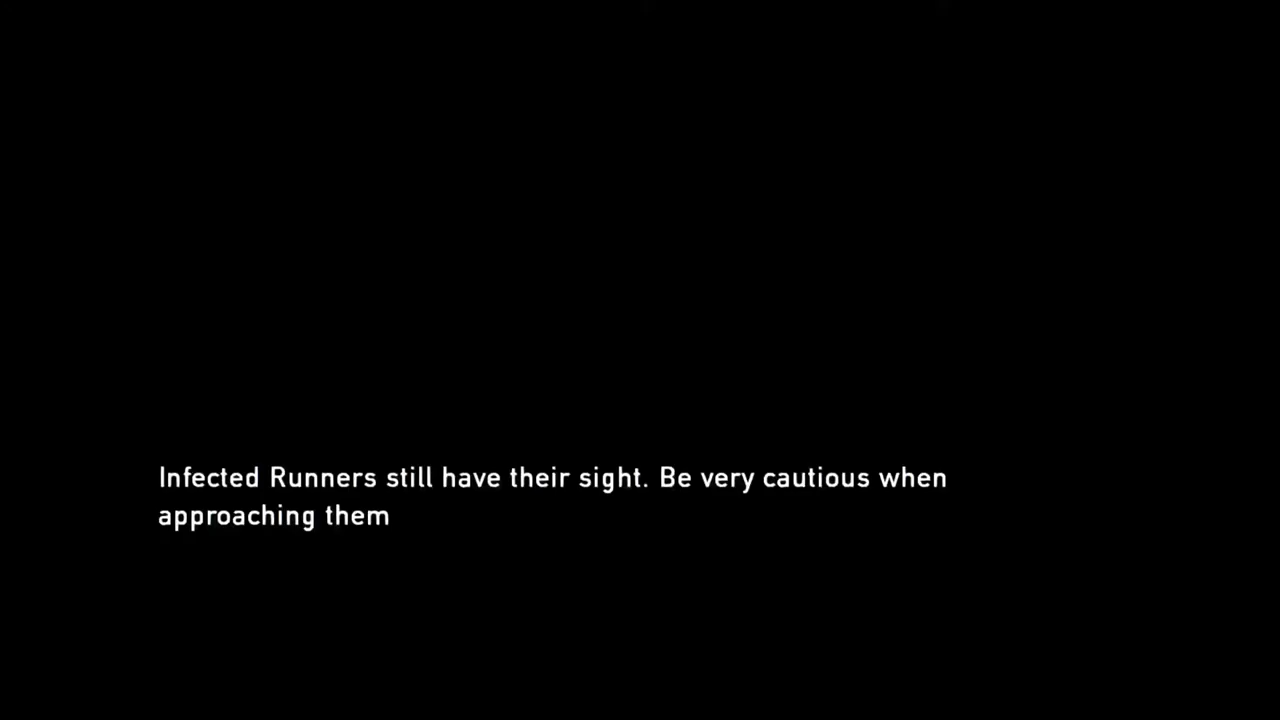 Infected Runners still have their sight. Be very cautious when
approaching them